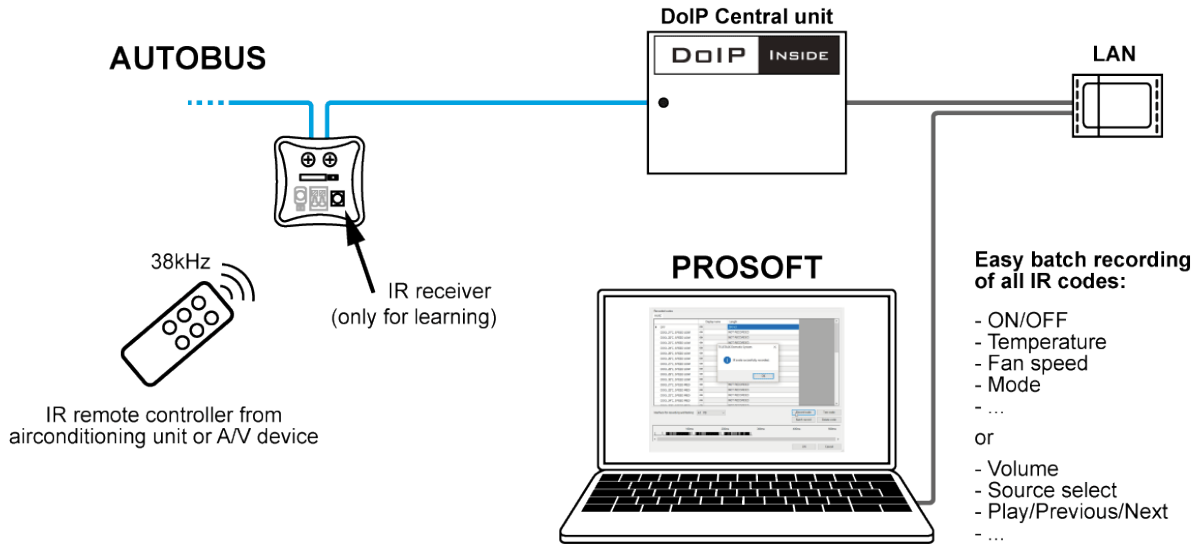 DoIP Central unit
DoIP INSIDE
AUTOBUS
LAN
38kHz
IR receiver
(only for learning)
IR remote controller from
airconditioning unit or A/V device
PROSOFT
Easy batch recording
of all IR codes:
- ON/OFF
- Temperature
- Fan speed
- Mode
- ...
or
- Volume
- Source select
- Play/Previous/Next
- ...